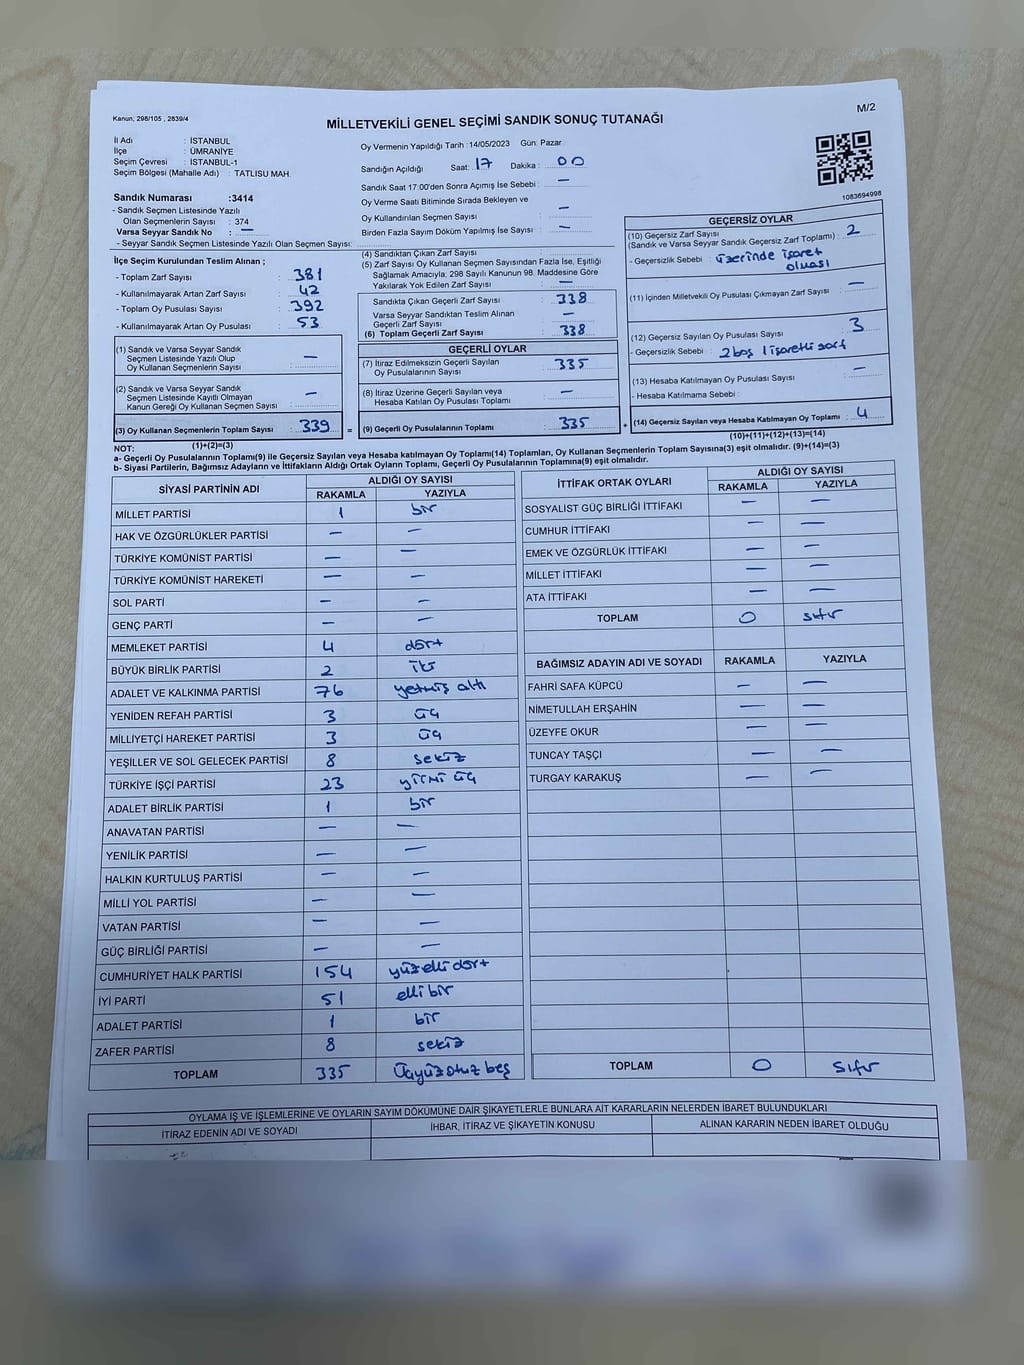 Kanun; 298/105 , 2839/4
M/2
MİLLETVEKİLİ GENEL SEÇİMİ SANDIK SONUÇ TUTANAĞI
İl Adı : İSTANBUL
İlçe : ÜMRANİYE
Seçim Çevresi : İSTANBUL-1
Seçim Bölgesi (Mahalle Adı) : TATLISU MAH.
Sandık Numarası :3414
- Sandık Seçmen Listesinde Yazılı
Olan Seçmenlerin Sayısı : 374
Varsa Seyyar Sandık No : —
- Seyyar Sandık Seçmen Listesinde Yazılı Olan Seçmen Sayısı:
Oy Vermenin Yapıldığı Tarih :14/05/2023 Gün: Pazar
Sandığın Açıldığı Saat: 17 Dakika : 00
Sandık Saat 17:00'den Sonra Açmış İse Sebebi : —
Oy Verme Saati Bitiminde Sırada Bekleyen ve
Oy Kullandırılan Seçmen Sayısı : —
Birden Fazla Sayım Döküm Yapılmış İse Sayısı : —
1083694998
İlçe Seçim Kurulundan Teslim Alınan ;
- Toplam Zarf Sayısı : 381
- Kullanılmayarak Artan Zarf Sayısı : 42
- Toplam Oy Pusulası Sayısı : 392
- Kullanılmayarak Artan Oy Pusulası : 53
(1) Sandık ve Varsa Seyyar Sandık
Seçmen Listesinde Yazılı Olup
Oy Kullanan Seçmenlerin Sayısı : —
(2) Sandık ve Varsa Seyyar Sandık
Seçmen Listesinde Kayıtlı Olmayan
Kanun Gereği Oy Kullanan Seçmen Sayısı : —
(3) Oy Kullanan Seçmenlerin Toplam Sayısı : 339 =
(1)+(2)=(3)
(4) Sandıktan Çıkan Zarf Sayısı :
(5) Zarf Sayısı Oy Kullanan Seçmen Sayısından Fazla İse, Eşitliği
Sağlamak Amacıyla; 298 Sayılı Kanunun 98. Maddesine Göre
Yakılarak Yok Edilen Zarf Sayısı : —
Sandıkta Çıkan Geçerli Zarf Sayısı : 338
Varsa Seyyar Sandıktan Teslim Alınan
Geçerli Zarf Sayısı : —
(6) Toplam Geçerli Zarf Sayısı : 338
GEÇERLİ OYLAR
(7) İtiraz Edilmeksizin Geçerli Sayılan
Oy Pusulalarının Sayısı : 335
(8) İtiraz Üzerine Geçerli Sayılan veya
Hesaba Katılan Oy Pusulası Toplamı : —
(9) Geçerli Oy Pusulalarının Toplamı : 335 +
GEÇERSİZ OYLAR
(10) Geçersiz Zarf Sayısı
(Sandık ve Varsa Seyyar Sandık Geçersiz Zarf Toplamı) : 2
- Geçersizlik Sebebi : üzerinde işaret
olması
(11) İçinden Milletvekili Oy Pusulası Çıkmayan Zarf Sayısı : —
(12) Geçersiz Sayılan Oy Pusulası Sayısı : 3
- Geçersizlik Sebebi : 2 boş 1 işaretli zarf
(13) Hesaba Katılmayan Oy Pusulası Sayısı : —
- Hesaba Katılmama Sebebi :
(14) Geçersiz Sayılan veya Hesaba Katılmayan Oy Toplamı : 4
(10)+(11)+(12)+(13)=(14)
NOT:
a- Geçerli Oy Pusulasının Toplamı(9) ile Geçersiz Sayılan veya Hesaba katılmayan Oy Toplamı(14) Toplamları, Oy Kullanan Seçmenlerin Toplam Sayısına(3) eşit olmalıdır. (9)+(14)=(3)
b- Siyasi Partilerin, Bağımsız Adayların ve İttifakların Aldığı Ortak Oyların Toplamı, Geçerli Oy Pusulalarının Toplamına(9) eşit olmalıdır.
SİYASİ PARTİNİN ADI ALDIĞI OY SAYISI
RAKAMLA YAZIYLA
MİLLET PARTİSİ 1 bir
HAK VE ÖZGÜRLÜKLER PARTİSİ — —
TÜRKİYE KOMÜNİST PARTİSİ — —
TÜRKİYE KOMÜNİST HAREKETİ — —
SOL PARTİ — —
GENÇ PARTİ — —
MEMLEKET PARTİSİ 4 dört
BÜYÜK BİRLİK PARTİSİ 2 iki
ADALET VE KALKINMA PARTİSİ 76 yetmiş altı
YENİDEN REFAH PARTİSİ 3 üç
MİLLİYETÇİ HAREKET PARTİSİ 3 üç
YEŞİLLER VE SOL GELECEK PARTİSİ 8 sekiz
TÜRKİYE İŞÇİ PARTİSİ 23 yirmi üç
ADALET BİRLİK PARTİSİ 1 bir
ANAVATAN PARTİSİ — —
YENİLİK PARTİSİ — —
HALKIN KURTULUŞ PARTİSİ — —
MİLLİ YOL PARTİSİ — —
VATAN PARTİSİ — —
GÜÇ BİRLİĞİ PARTİSİ — —
CUMHURİYET HALK PARTİSİ 154 yüz elli dört
İYİ PARTİ 51 elli bir
ADALET PARTİSİ 1 bir
ZAFER PARTİSİ 8 sekiz
TOPLAM 335 Üçyüz otuz beş
İTTİFAK ORTAK OYLARI ALDIĞI OY SAYISI
RAKAMLA YAZIYLA
SOSYALİST GÜÇ BİRLİĞİ İTTİFAKI — —
CUMHUR İTTİFAKI — —
EMEK VE ÖZGÜRLÜK İTTİFAKI — —
MİLLET İTTİFAKI — —
ATA İTTİFAKI — —
TOPLAM 0 sıfır
BAĞIMSIZ ADAYIN ADI VE SOYADI RAKAMLA YAZIYLA
FAHRİ SAFA KÜPCÜ — —
NİMETULLAH ERŞAHİN — —
ÜZEYFE OKUR — —
TUNCAY TAŞÇI — —
TURGAY KARAKUŞ — —
TOPLAM 0 Sıfır
OYLAMA İŞ VE İŞLEMLERİNE VE OYLARIN SAYIM DÖKÜMÜNE DAİR ŞİKAYETLERLE BUNLARA AİT KARARLARIN NELERDEN İBARET BULUNDUKLARI
İTİRAZ EDENİN ADI VE SOYADI İHBAR, İTİRAZ VE ŞİKAYETİN KONUSU ALINAN KARARIN NEDEN İBARET OLDUĞU